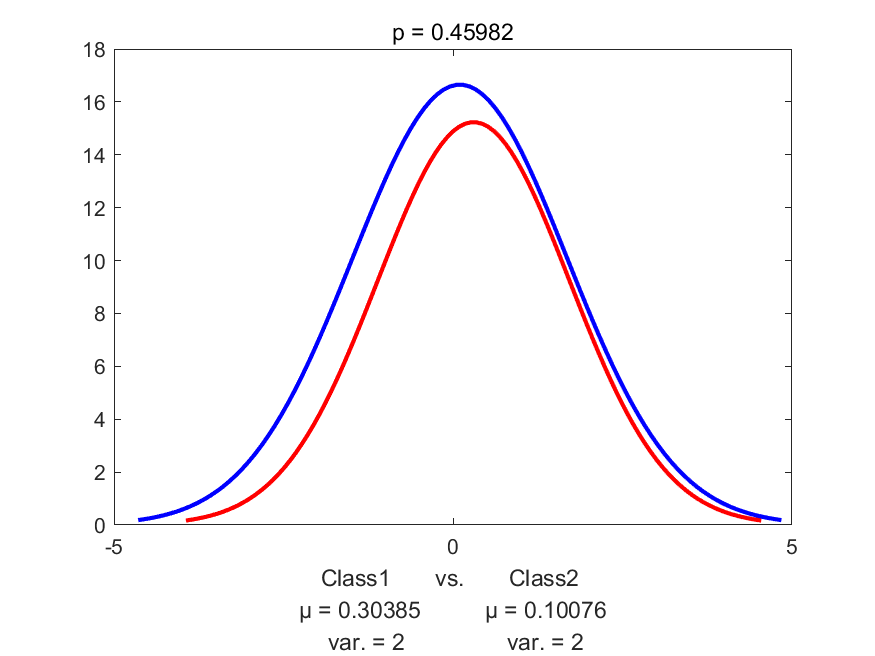 p = 0.45982
18
16
14
12
10
8
6
4
2
0
-5 0 5
Class1 vs. Class2
μ = 0.30385 μ = 0.10076
var. = 2 var. = 2